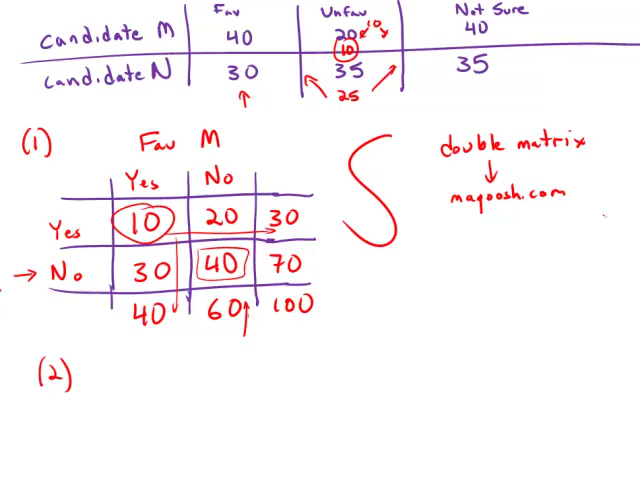 Fav Unfav Not Sure
Candidate M 40 20 10 40
10
Candidate N 30 35 35
25
(1) Fav M
Yes No
Yes 10 20 30
No 30 40 70
40 60 100
S
double matrix
magoosh.com
(2)